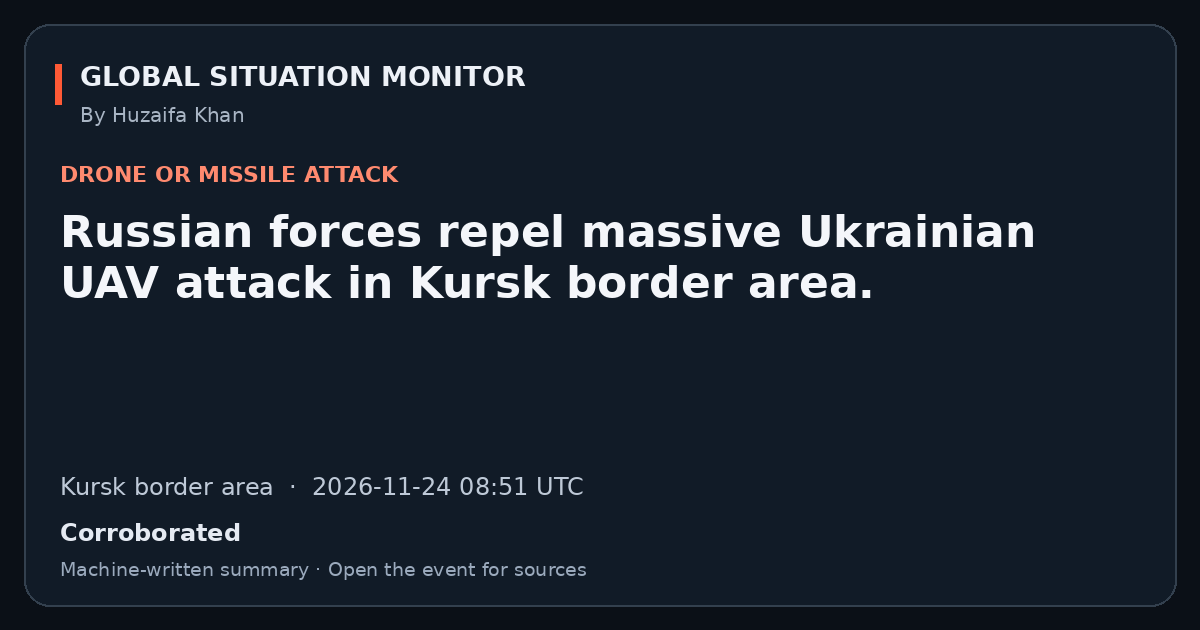 GLOBAL SITUATION MONITOR
By Huzaifa Khan
DRONE OR MISSILE ATTACK
Russian forces repel massive Ukrainian
UAV attack in Kursk border area.
Kursk border area · 2026-11-24 08:51 UTC
Corroborated
Machine-written summary · Open the event for sources